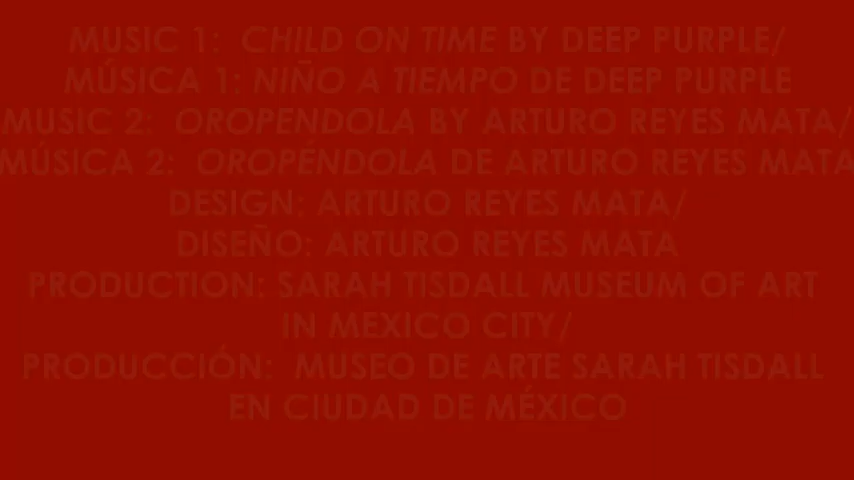 MUSIC 1:  CHILD ON TIME BY DEEP PURPLE/
MÚSICA 1: NIÑO A TIEMPO DE DEEP PURPLE
MUSIC 2:  OROPENDOLA BY ARTURO REYES MATA/
MÚSICA 2:  OROPÉNDOLA DE ARTURO REYES MATA
DESIGN: ARTURO REYES MATA/
DISEÑO: ARTURO REYES MATA
PRODUCTION: SARAH TISDALL MUSEUM OF ART
IN MEXICO CITY/
PRODUCCIÓN:  MUSEO DE ARTE SARAH TISDALL
EN CIUDAD DE MÉXICO